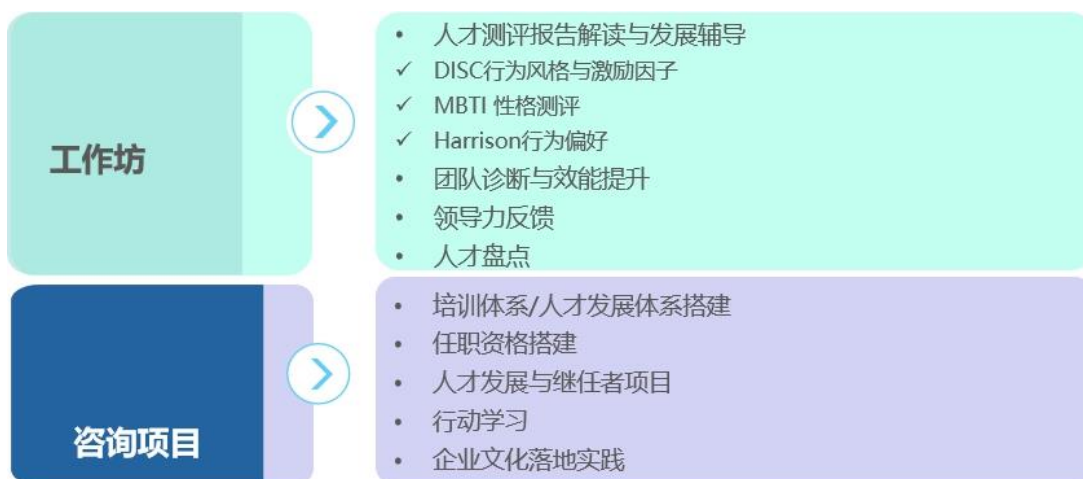 工作坊
• 人才测评报告解读与发展辅导
✓ DISC行为风格与激励因子
✓ MBTI 性格测评
✓ Harrison行为偏好
• 团队诊断与效能提升
• 领导力反馈
• 人才盘点
咨询项目
• 培训体系/人才发展体系搭建
• 任职资格搭建
• 人才发展与继任者项目
• 行动学习
• 企业文化落地实践